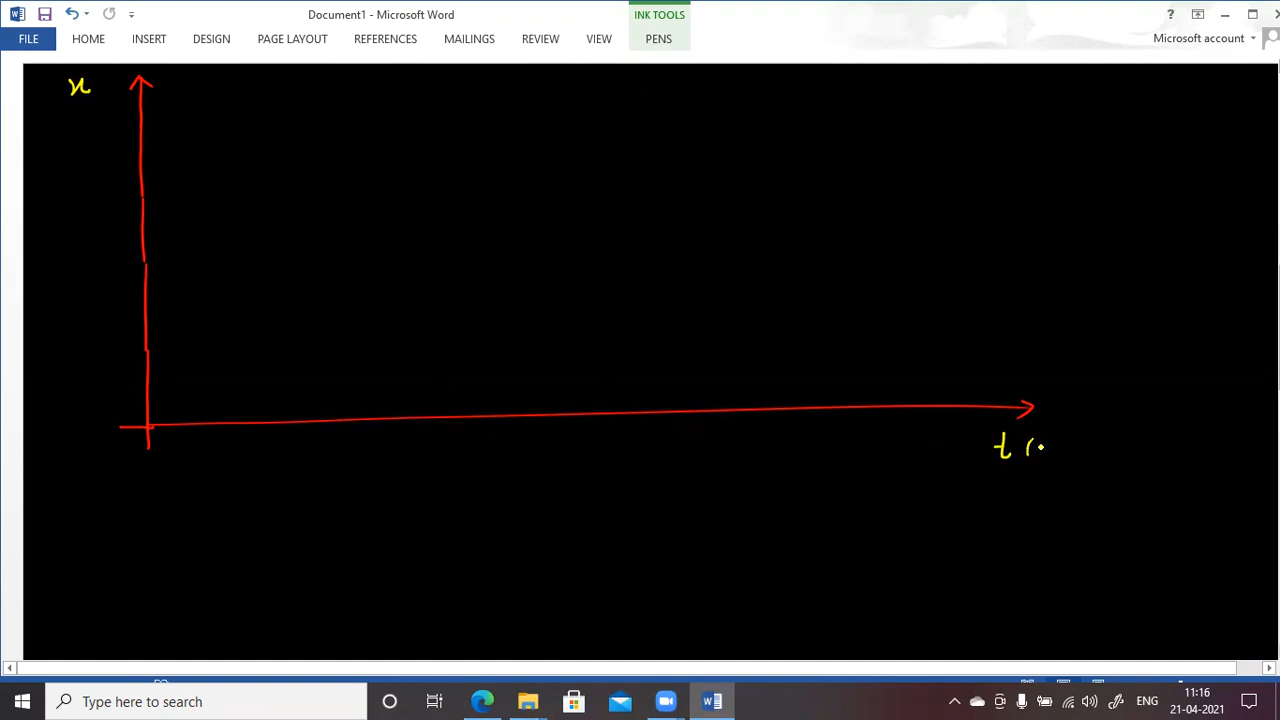 Document1 - Microsoft Word
INK TOOLS
FILE
HOME
INSERT
DESIGN
PAGE LAYOUT
REFERENCES
MAILINGS
REVIEW
VIEW
PENS
Microsoft account
x
t (
Type here to search
ENG
11:16
21-04-2021